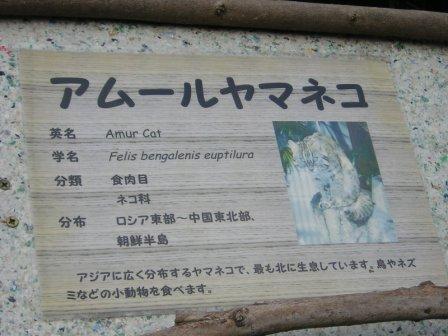 アムールヤマネコ
英名 Amur Cat
学名 Felis bengalenis euptilura
分類 食肉目
ネコ科
分布 ロシア東部～中国東北部、
朝鮮半島
アジアに広く分布するヤマネコで、最も北に生息しています。鳥やネズ
ミなどの小動物を食べます。